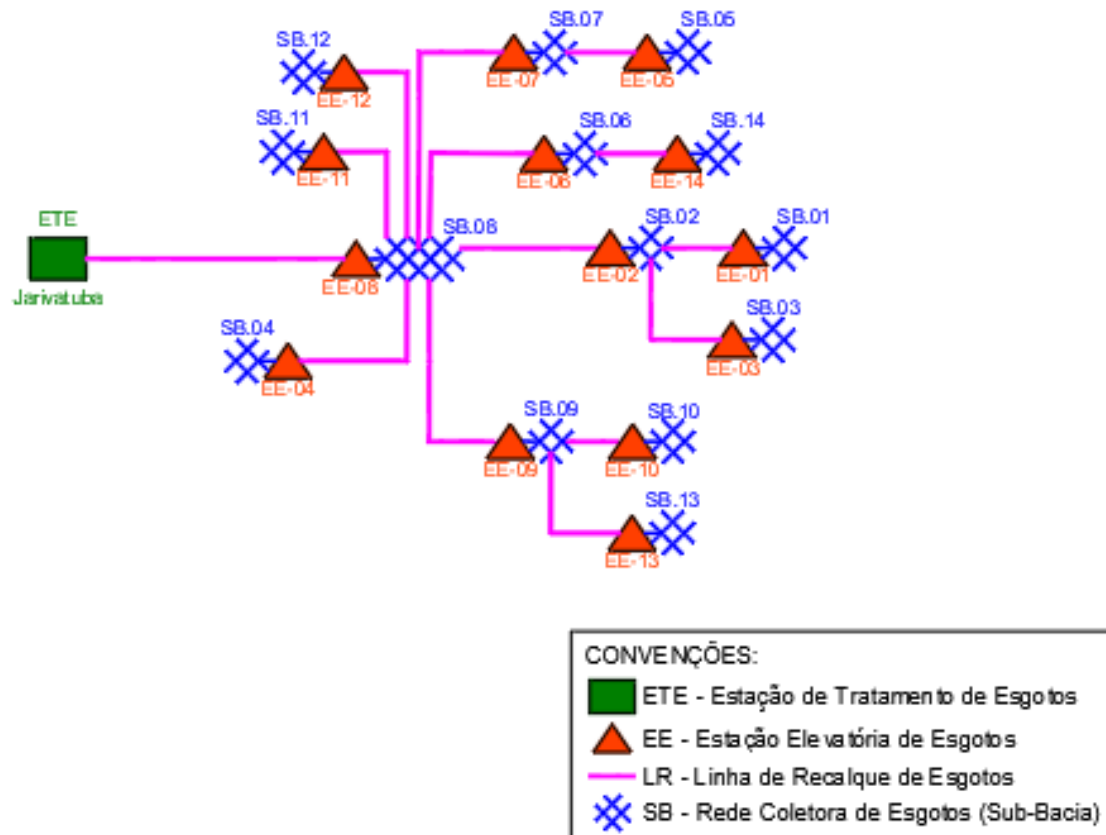 SB.07
SB.05
SB.12
EE-07
EE-05
EE-12
SB.11
SB.06
SB.14
EE-11
EE-06
EE-14
ETE
SB.08
SB.02
SB.01
EE-08
EE-02
EE-01
Jarivatuba
SB.03
SB.04
EE-03
EE-04
SB.09
SB.10
EE-09
EE-10
SB.13
EE-13
CONVENÇÕES:
ETE - Estação de Tratamento de Esgotos
EE - Estação Elevatória de Esgotos
LR - Linha de Recalque de Esgotos
SB - Rede Coletora de Esgotos (Sub-Bacia)